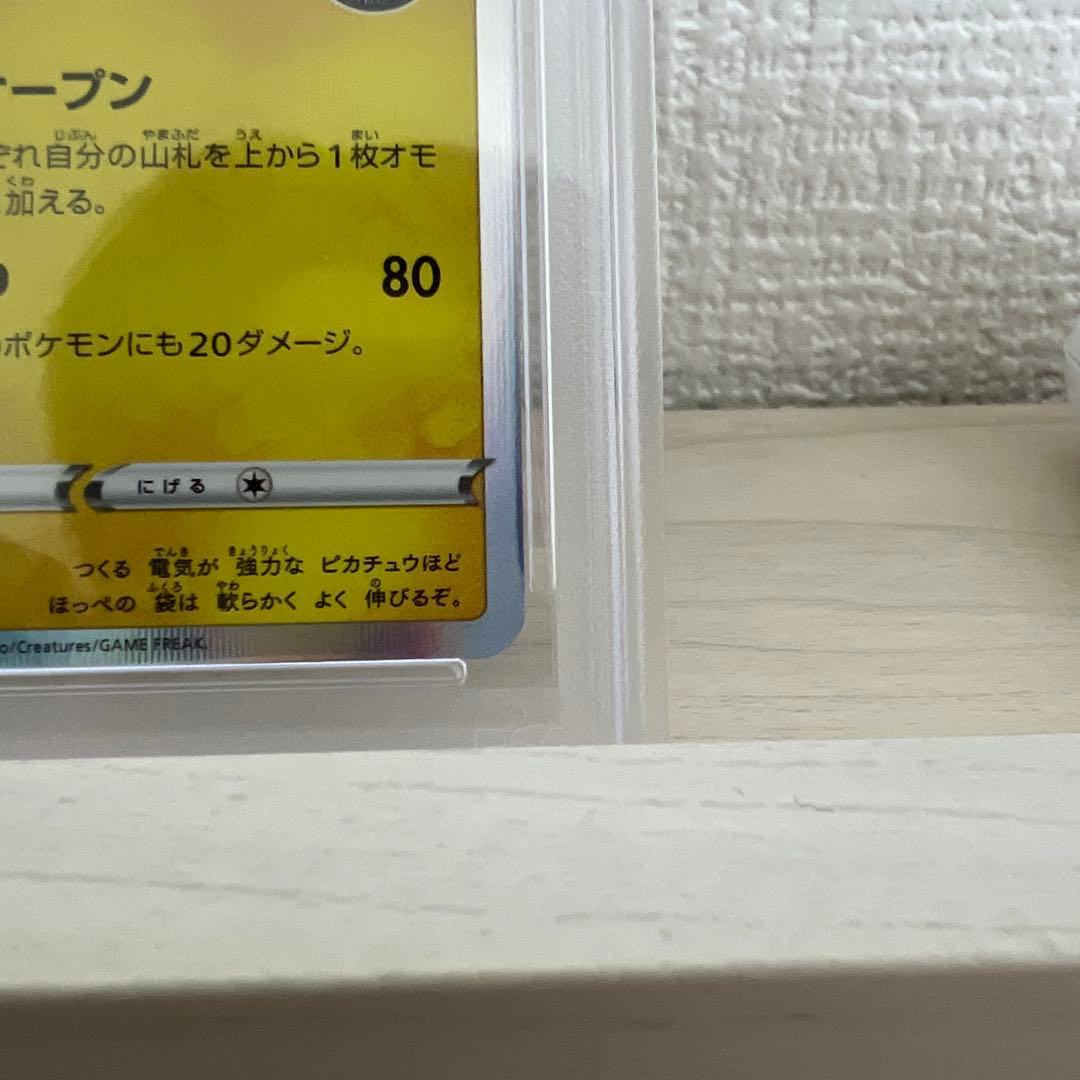 ープン
ぞれ自分の山札を上から1枚オモ
加える。
80
ポケモンにも20ダメージ。
にげる
つくる 電気が 強力な ピカチュウほど
ほっぺの 袋は 軟らかく よく 伸びるぞ。
o/Creatures/GAME FREAK.